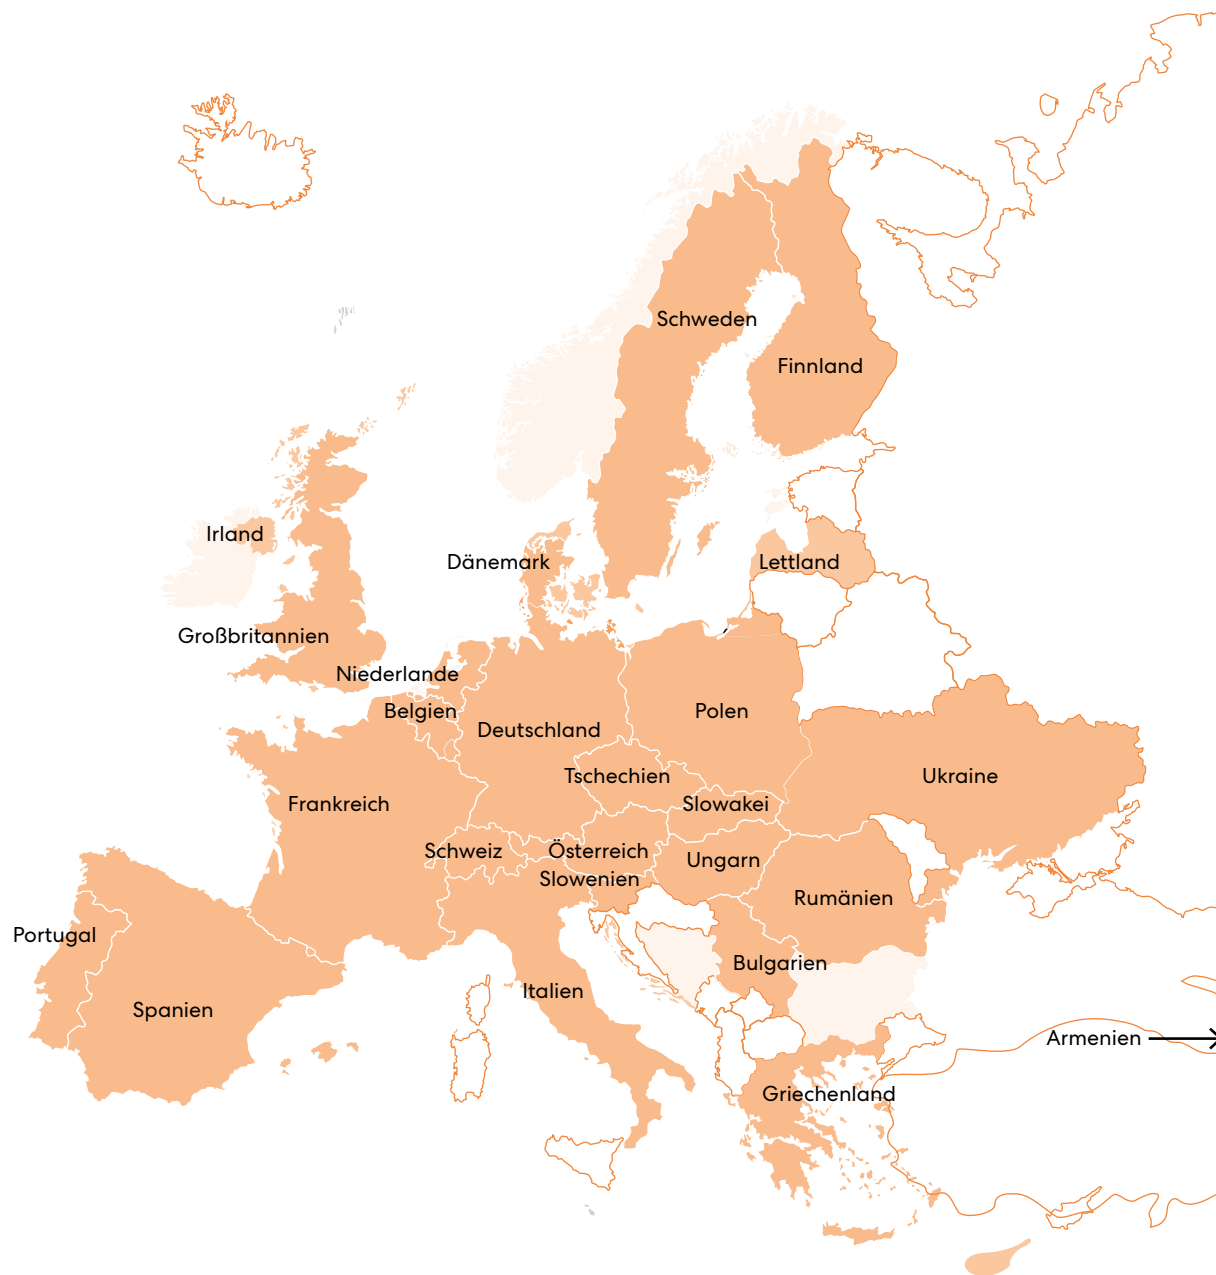 Schweden
Finnland
Irland
Dänemark
Lettland
Großbritannien
Niederlande
Belgien
Polen
Deutschland
Tschechien
Ukraine
Frankreich
Slowakei
Schweiz
Österreich
Ungarn
Slowenien
Rumänien
Portugal
Bulgarien
Italien
Spanien
Armenien
Griechenland